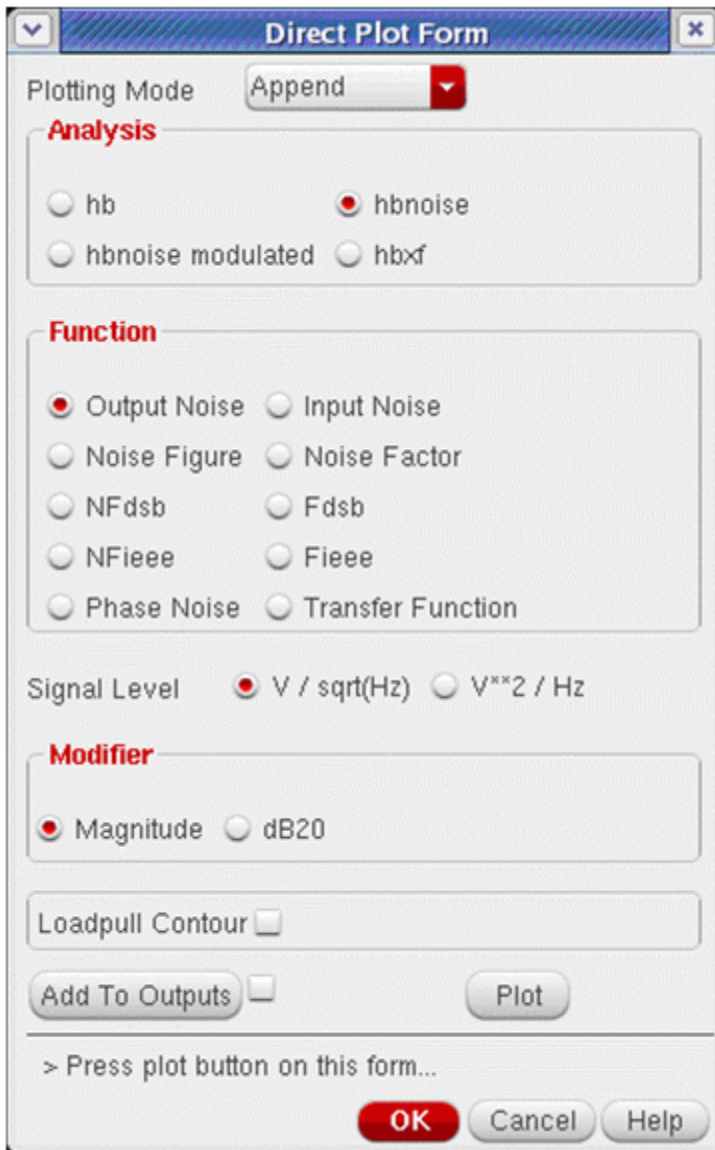 Direct Plot Form
Plotting Mode Append
Analysis
hb hbnoise
hbnoise modulated hbxf
Function
Output Noise Input Noise
Noise Figure Noise Factor
NFdsb Fdsb
NFieee Fieee
Phase Noise Transfer Function
Signal Level V / sqrt(Hz) V**2 / Hz
Modifier
Magnitude dB20
Loadpull Contour
Add To Outputs Plot
> Press plot button on this form...
OK Cancel Help